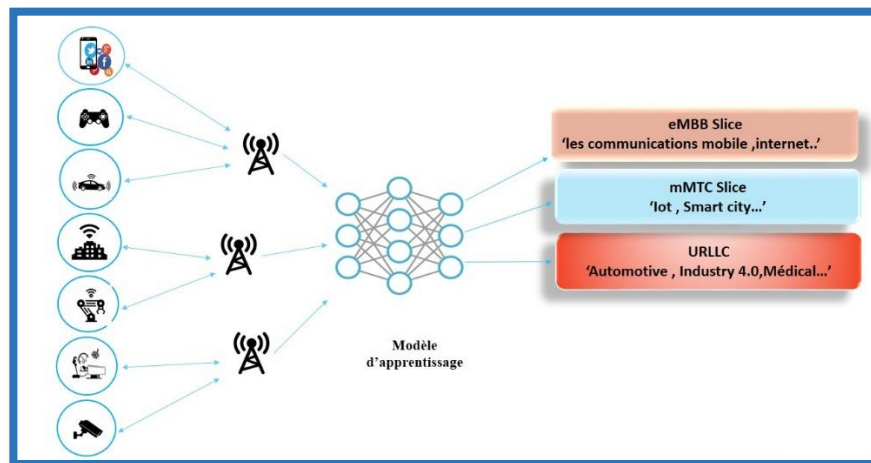 eMBB Slice
‘les communications mobile ,internet..’
mMTC Slice
‘Iot , Smart city…’
URLLC
‘Automotive , Industry 4.0,Médical…’
Modèle
d’apprentissage